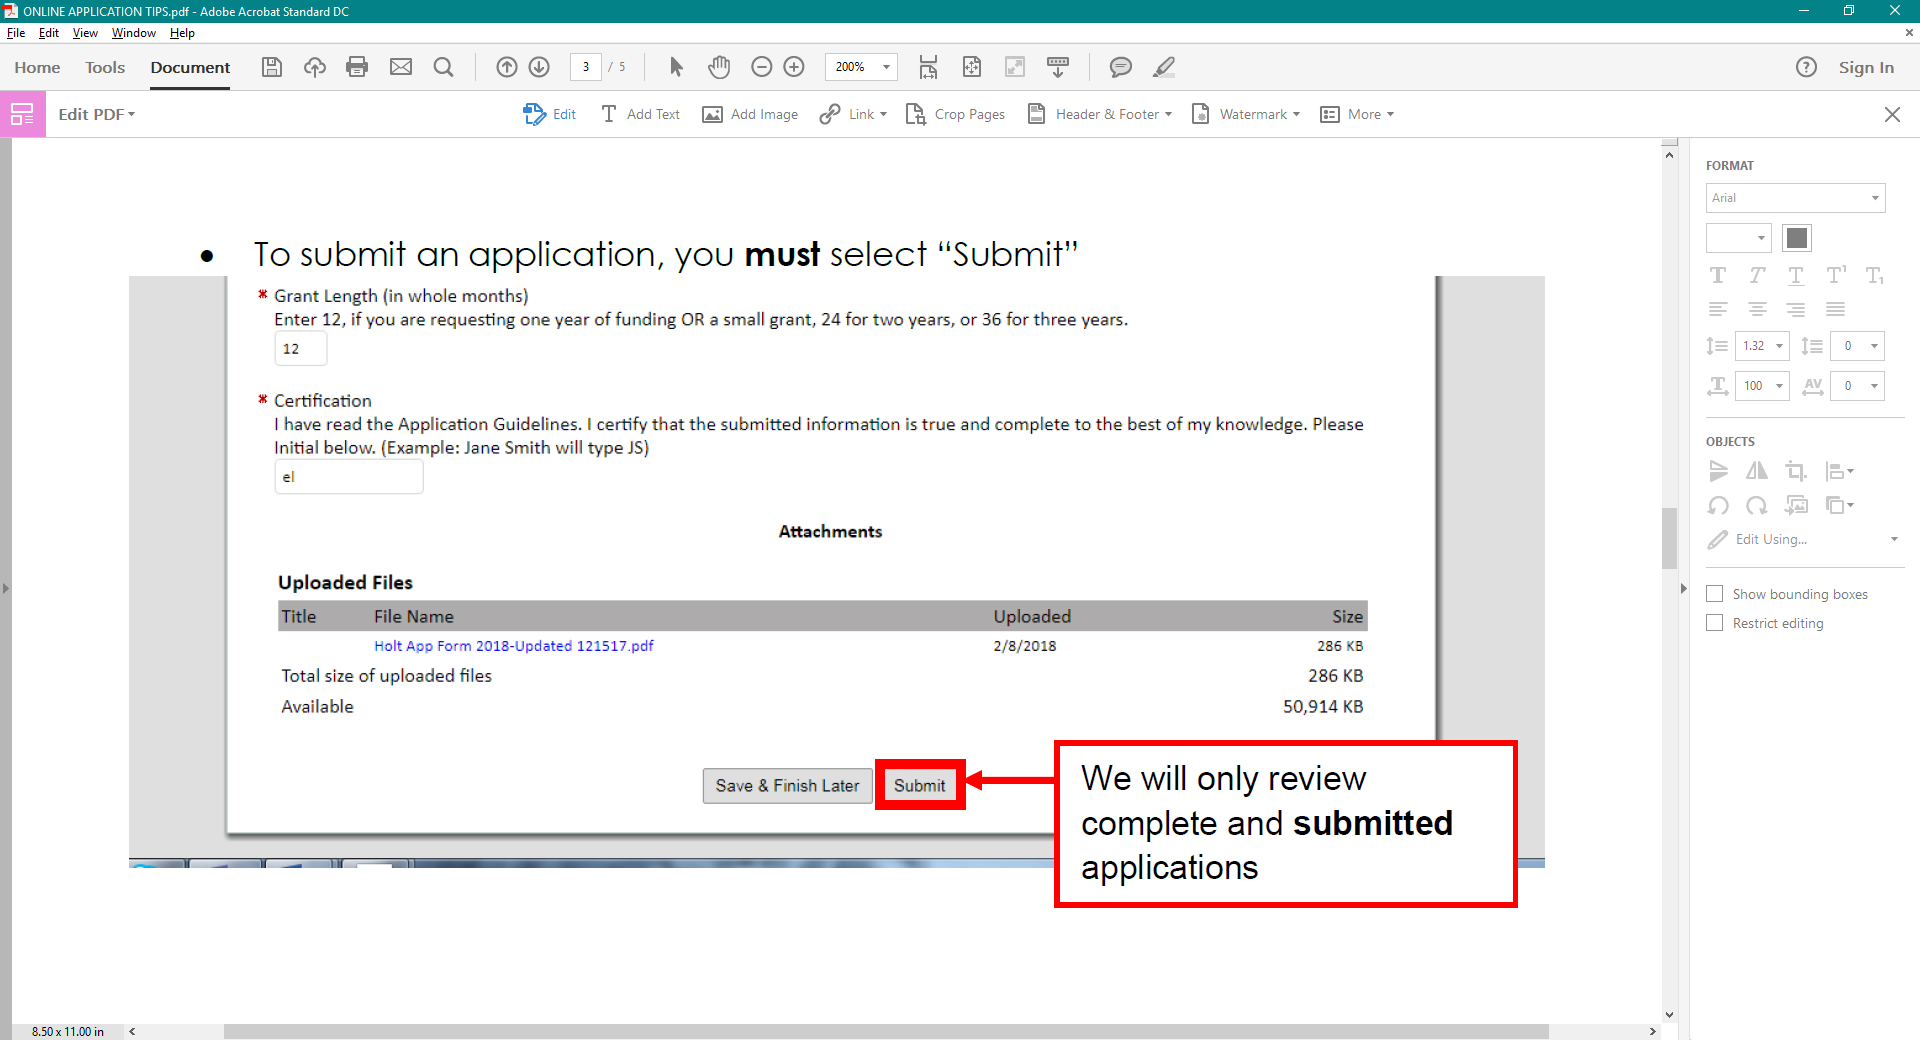 ONLINE APPLICATION TIPS.pdf - Adobe Acrobat Standard DC
File Edit View Window Help
Home Tools Document 3 / 5 200% Sign In
Edit PDF Edit Add Text Add Image Link Crop Pages Header & Footer Watermark More
FORMAT
Arial
1.32 0
100 AV 0
OBJECTS
Edit Using...
Show bounding boxes
Restrict editing
• To submit an application, you must select “Submit”
* Grant Length (in whole months)
Enter 12, if you are requesting one year of funding OR a small grant, 24 for two years, or 36 for three years.
12
* Certification
I have read the Application Guidelines. I certify that the submitted information is true and complete to the best of my knowledge. Please
Initial below. (Example: Jane Smith will type JS)
el
Attachments
Uploaded Files
Title File Name Uploaded Size
Holt App Form 2018-Updated 121517.pdf 2/8/2018 286 KB
Total size of uploaded files 286 KB
Available 50,914 KB
Save & Finish Later Submit
We will only review
complete and submitted
applications
8.50 x 11.00 in